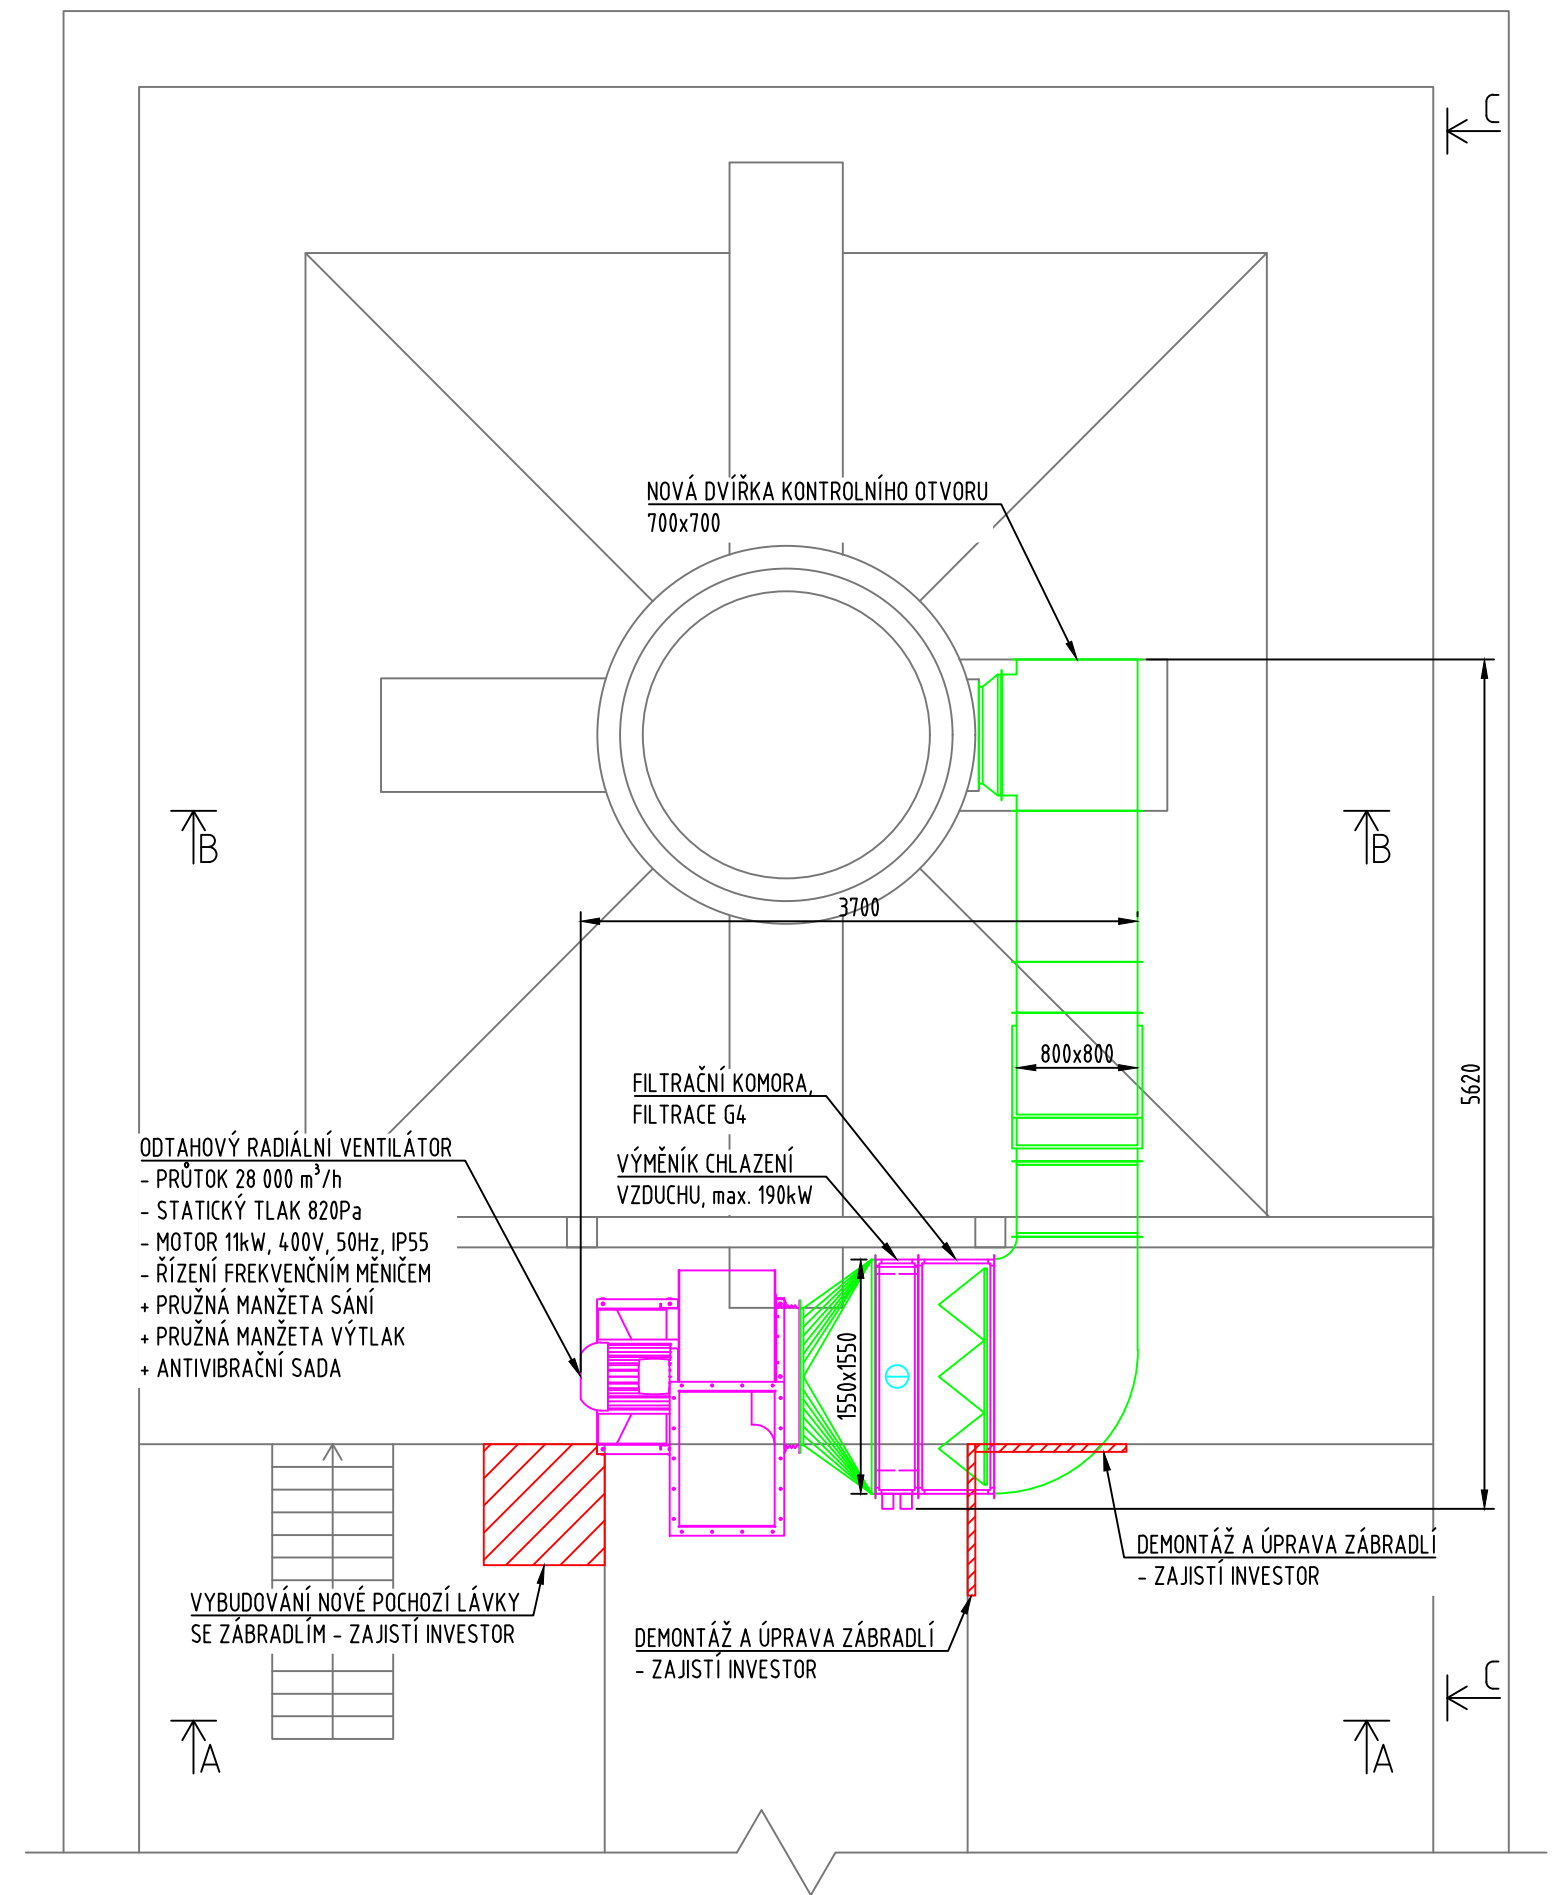 C
NOVÁ DVÍŘKA KONTROLNÍHO OTVORU
700x700
B
B
3700
800x800
5620
FILTRAČNÍ KOMORA,
FILTRACE G4
VÝMĚNÍK CHLAZENÍ
VZDUCHU, max. 190kW
ODTAHOVÝ RADIÁLNÍ VENTILÁTOR
- PRŮTOK 28 000 m³/h
- STATICKÝ TLAK 820Pa
- MOTOR 11kW, 400V, 50Hz, IP55
- ŘÍZENÍ FREKVENČNÍM MĚNIČEM
+ PRUŽNÁ MANŽETA SÁNÍ
+ PRUŽNÁ MANŽETA VÝTLAK
+ ANTIVIBRAČNÍ SADA
1550x1550
DEMONTÁŽ A ÚPRAVA ZÁBRADLÍ
- ZAJISTÍ INVESTOR
VYBUDOVÁNÍ NOVÉ POCHOZÍ LÁVKY
SE ZÁBRADLÍM - ZAJISTÍ INVESTOR
DEMONTÁŽ A ÚPRAVA ZÁBRADLÍ
- ZAJISTÍ INVESTOR
C
A
A